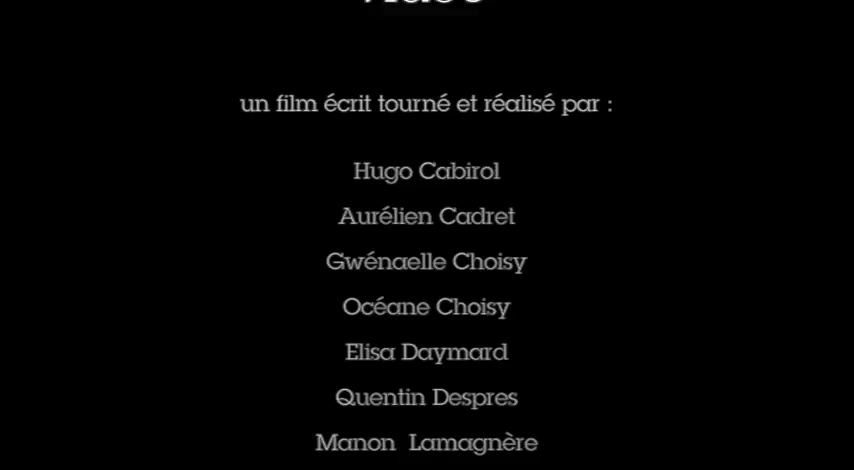 un film écrit tourné et réalisé par :
Hugo Cabirol
Aurélien Cadret
Gwénaelle Choisy
Océane Choisy
Elisa Daymard
Quentin Despres
Manon Lamagnère